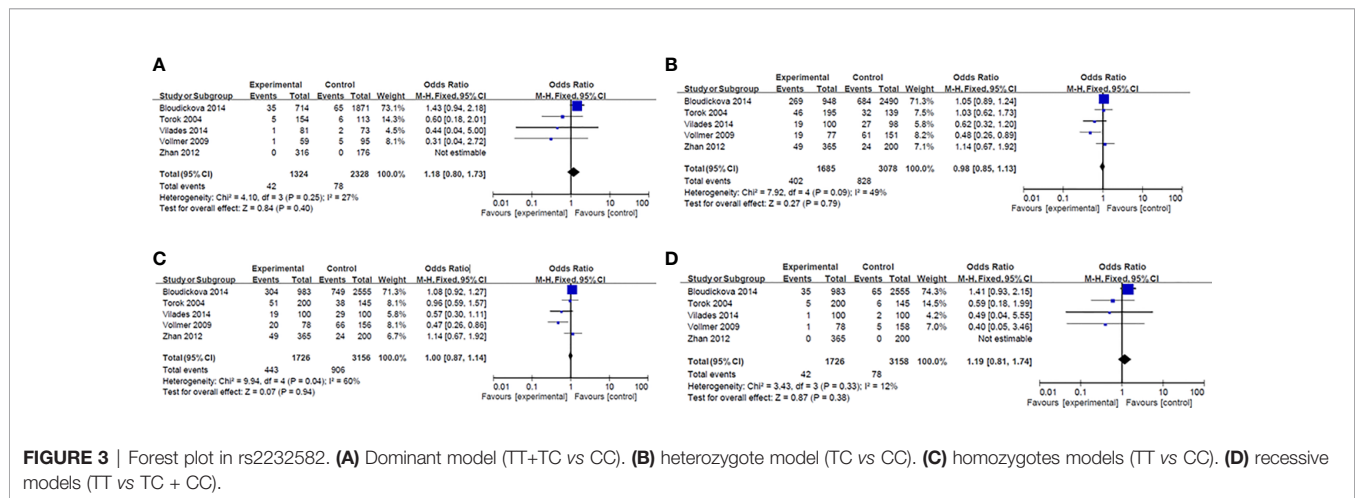 A
Experimental Control Odds Ratio Odds Ratio
Study or Subgroup Events Total Events Total Weight M-H, Fixed, 95% CI M-H, Fixed, 95% CI
Bloudickova 2014 35 714 65 1871 73.1% 1.43 [0.94, 2.18]
Torok 2004 5 154 6 113 14.3% 0.60 [0.18, 2.01]
Vilades 2014 1 81 2 73 4.5% 0.44 [0.04, 5.00]
Vollmer 2009 1 59 5 95 8.1% 0.31 [0.04, 2.72]
Zhan 2012 0 316 0 176 Not estimable
Total (95% CI) 1324 2328 100.0% 1.18 [0.80, 1.73]
Total events 42 78
Heterogeneity: Chi² = 4.10, df = 3 (P = 0.25); I² = 27%
Test for overall effect: Z = 0.84 (P = 0.40)
0.01 0.1 1 10 100
Favours [experimental] Favours [control]
B
Experimental Control Odds Ratio Odds Ratio
Study or Subgroup Events Total Events Total Weight M-H, Fixed, 95% CI M-H, Fixed, 95% CI
Bloudickova 2014 269 948 684 2490 71.3% 1.05 [0.89, 1.24]
Torok 2004 46 195 32 139 7.5% 1.03 [0.62, 1.73]
Vilades 2014 19 100 27 98 6.5% 0.62 [0.32, 1.20]
Vollmer 2009 19 77 61 151 8.5% 0.48 [0.26, 0.89]
Zhan 2012 49 365 24 200 7.1% 1.14 [0.67, 1.92]
Total (95% CI) 1685 3078 100.0% 0.98 [0.85, 1.13]
Total events 402 828
Heterogeneity: Chi² = 7.92, df = 4 (P = 0.09); I² = 49%
Test for overall effect: Z = 0.27 (P = 0.79)
0.01 0.1 1 10 100
Favours [experimental] Favours [control]
C
Experimental Control Odds Ratio Odds Ratio
Study or Subgroup Events Total Events Total Weight M-H, Fixed, 95% CI M-H, Fixed, 95% CI
Bloudickova 2014 304 983 749 2555 71.3% 1.08 [0.92, 1.27]
Torok 2004 51 200 38 145 8.1% 0.96 [0.59, 1.57]
Vilades 2014 19 100 29 100 5.8% 0.57 [0.30, 1.11]
Vollmer 2009 20 78 66 156 8.1% 0.47 [0.26, 0.86]
Zhan 2012 49 365 24 200 6.7% 1.14 [0.67, 1.92]
Total (95% CI) 1726 3156 100.0% 1.00 [0.87, 1.14]
Total events 443 906
Heterogeneity: Chi² = 9.94, df = 4 (P = 0.04); I² = 60%
Test for overall effect: Z = 0.07 (P = 0.94)
0.01 0.1 1 10 100
Favours [experimental] Favours [control]
D
Experimental Control Odds Ratio Odds Ratio
Study or Subgroup Events Total Events Total Weight M-H, Fixed, 95% CI M-H, Fixed, 95% CI
Bloudickova 2014 35 983 65 2555 74.3% 1.41 [0.93, 2.15]
Torok 2004 5 200 6 145 14.5% 0.59 [0.18, 1.99]
Vilades 2014 1 100 2 100 4.2% 0.49 [0.04, 5.55]
Vollmer 2009 1 78 5 158 7.0% 0.40 [0.05, 3.46]
Zhan 2012 0 365 0 200 Not estimable
Total (95% CI) 1726 3158 100.0% 1.19 [0.81, 1.74]
Total events 42 78
Heterogeneity: Chi² = 3.43, df = 3 (P = 0.33); I² = 12%
Test for overall effect: Z = 0.87 (P = 0.38)
0.01 0.1 1 10 100
Favours [experimental] Favours [control]
FIGURE 3 | Forest plot in rs2232582. (A) Dominant model (TT+TC vs CC). (B) heterozygote model (TC vs CC). (C) homozygotes models (TT vs CC). (D) recessive
models (TT vs TC + CC).